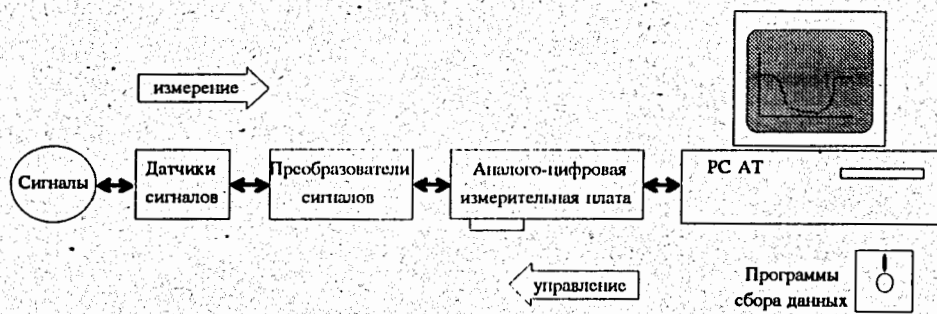 измерение
Сигналы
Датчики
сигналов
Преобразователи
сигналов
Аналого-цифровая
измерительная плата
PC AT
управление
Программы
сбора данных